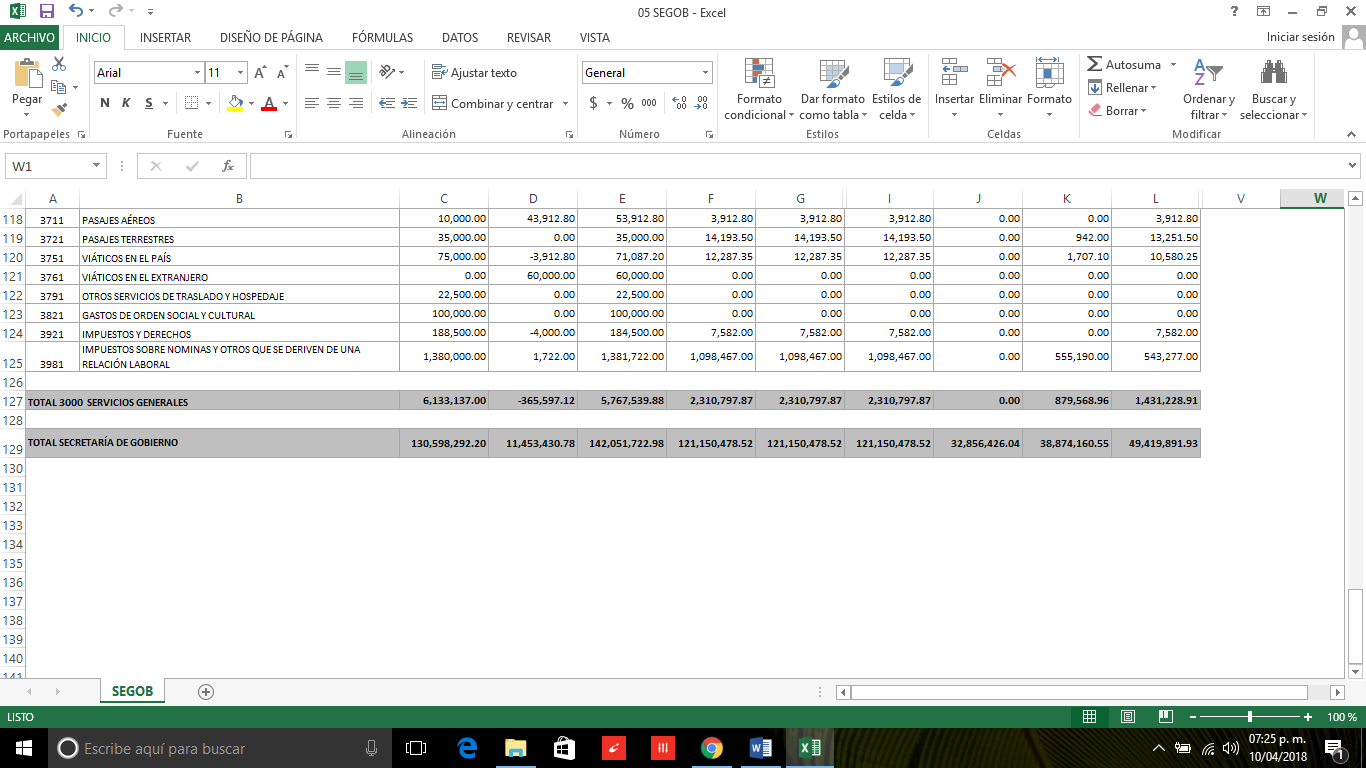 05 SEGOB - Excel
ARCHIVO INICIO INSERTAR DISEÑO DE PÁGINA FÓRMULAS DATOS REVISAR VISTA Iniciar sesión
Pegar
Arial 11
N K S
Ajustar texto
Combinar y centrar
General
$ % 000
Formato condicional
Dar formato como tabla
Estilos de celda
Insertar Eliminar Formato
Autosuma
Rellenar
Borrar
Ordenar y filtrar
Buscar y seleccionar
Portapapeles Fuente Alineación Número Estilos Celdas Modificar
W1 fx
A B C D E F G I J K L V W
118 3711 PASAJES AÉREOS 10,000.00 43,912.80 53,912.80 3,912.80 3,912.80 3,912.80 0.00 0.00 3,912.80
119 3721 PASAJES TERRESTRES 35,000.00 0.00 35,000.00 14,193.50 14,193.50 14,193.50 0.00 942.00 13,251.50
120 3751 VIÁTICOS EN EL PAÍS 75,000.00 -3,912.80 71,087.20 12,287.35 12,287.35 12,287.35 0.00 1,707.10 10,580.25
121 3761 VIÁTICOS EN EL EXTRANJERO 0.00 60,000.00 60,000.00 0.00 0.00 0.00 0.00 0.00 0.00
122 3791 OTROS SERVICIOS DE TRASLADO Y HOSPEDAJE 22,500.00 0.00 22,500.00 0.00 0.00 0.00 0.00 0.00 0.00
123 3821 GASTOS DE ORDEN SOCIAL Y CULTURAL 100,000.00 0.00 100,000.00 0.00 0.00 0.00 0.00 0.00 0.00
124 3921 IMPUESTOS Y DERECHOS 188,500.00 -4,000.00 184,500.00 7,582.00 7,582.00 7,582.00 0.00 0.00 7,582.00
IMPUESTOS SOBRE NOMINAS Y OTROS QUE SE DERIVEN DE UNA
125 3981 RELACIÓN LABORAL 1,380,000.00 1,722.00 1,381,722.00 1,098,467.00 1,098,467.00 1,098,467.00 0.00 555,190.00 543,277.00
126
127 TOTAL 3000 SERVICIOS GENERALES 6,133,137.00 -365,597.12 5,767,539.88 2,310,797.87 2,310,797.87 2,310,797.87 0.00 879,568.96 1,431,228.91
128
129 TOTAL SECRETARÍA DE GOBIERNO 130,598,292.20 11,453,430.78 142,051,722.98 121,150,478.52 121,150,478.52 121,150,478.52 32,856,426.04 38,874,160.55 49,419,891.93
130
131
132
133
134
135
136
137
138
139
140
141
SEGOB
LISTO 100 %
Escribe aquí para buscar
07:25 p. m.
10/04/2018
1